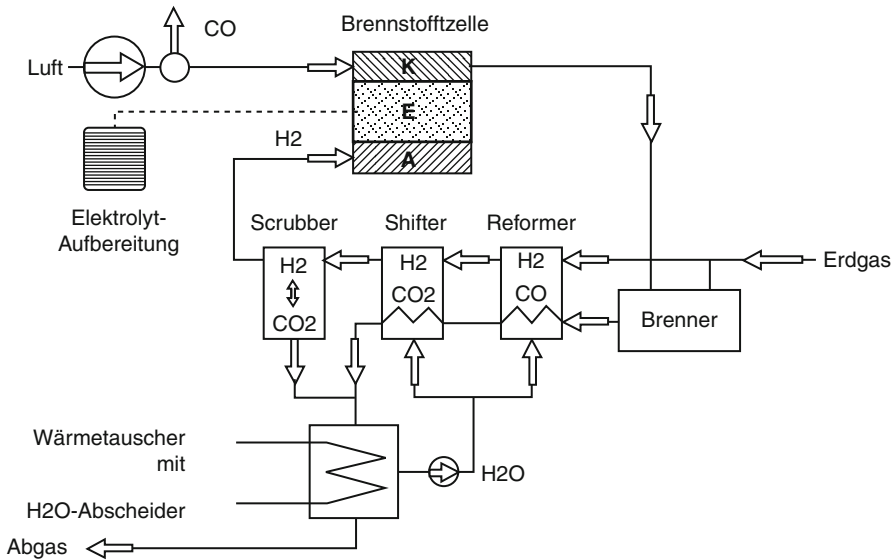 Brennstofftzelle
CO
Luft
K
E
H2
A
Elektrolyt-
Aufbereitung
Scrubber
Shifter
Reformer
H2
CO2
H2
CO2
H2
CO
Erdgas
Brenner
Wärmetauscher
mit
H2O
H2O-Abscheider
Abgas